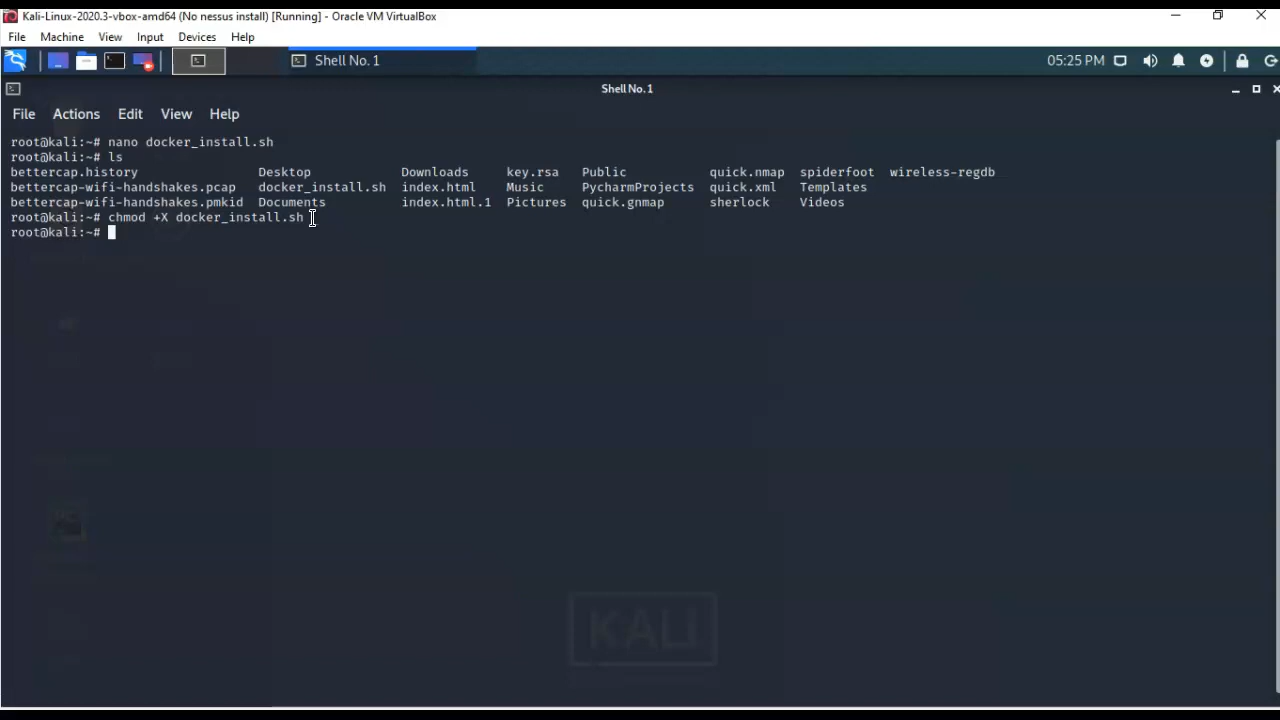 Kali-Linux-2020.3-vbox-amd64 (No nessus install) [Running] - Oracle VM VirtualBox
File Machine View Input Devices Help
Shell No. 1 05:25 PM
Shell No. 1
File Actions Edit View Help
root@kali:~# nano docker_install.sh
root@kali:~# ls
bettercap.history Desktop Downloads key.rsa Public quick.nmap spiderfoot wireless-regdb
bettercap-wifi-handshakes.pcap docker_install.sh index.html Music PycharmProjects quick.xml Templates
bettercap-wifi-handshakes.pmkid Documents index.html.1 Pictures quick.gnmap sherlock Videos
root@kali:~# chmod +X docker_install.sh
root@kali:~#
KALI